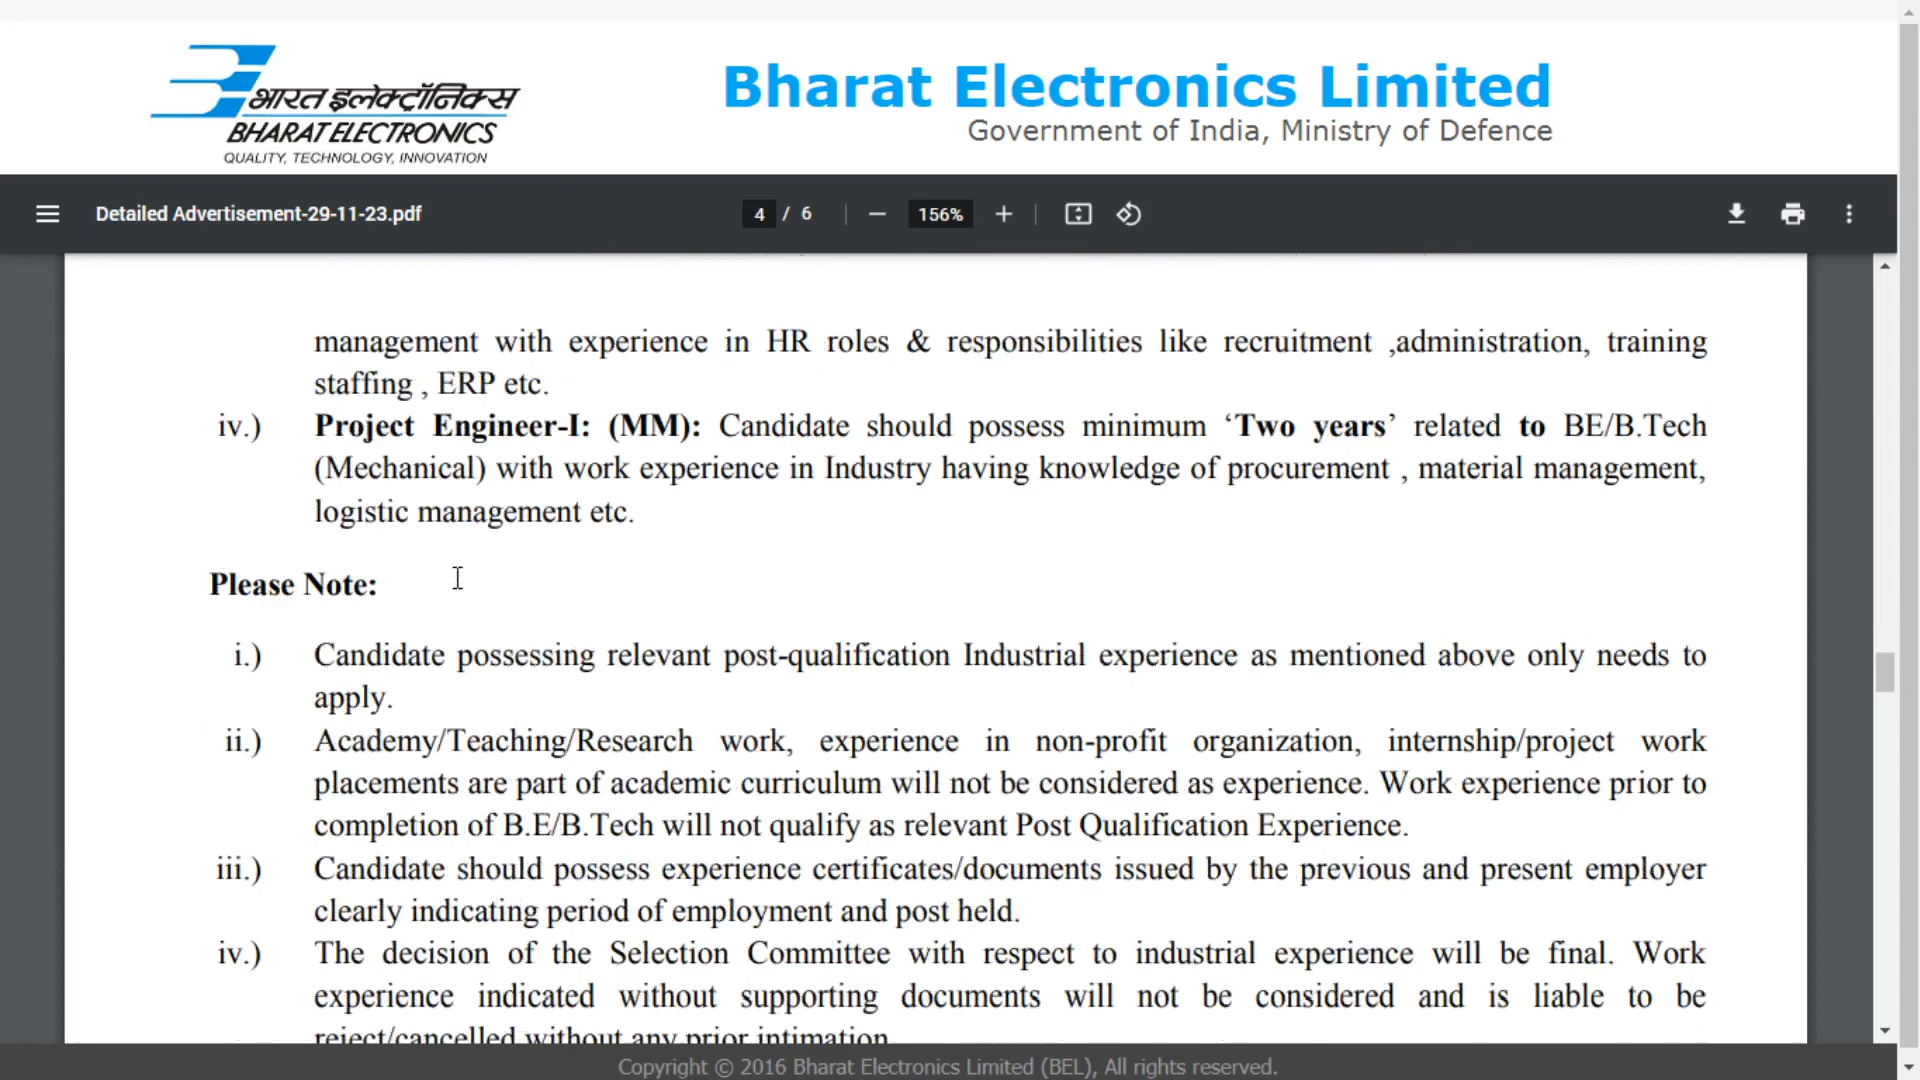 भारत इलेक्ट्रॉनिक्स
BHARAT ELECTRONICS
QUALITY, TECHNOLOGY, INNOVATION
Bharat Electronics Limited
Government of India, Ministry of Defence
Detailed Advertisement-29-11-23.pdf
4 / 6
156%
management with experience in HR roles & responsibilities like recruitment ,administration, training
staffing , ERP etc.
iv.) Project Engineer-I: (MM): Candidate should possess minimum ‘Two years’ related to BE/B.Tech
(Mechanical) with work experience in Industry having knowledge of procurement , material management,
logistic management etc.
Please Note:
i.) Candidate possessing relevant post-qualification Industrial experience as mentioned above only needs to
apply.
ii.) Academy/Teaching/Research work, experience in non-profit organization, internship/project work
placements are part of academic curriculum will not be considered as experience. Work experience prior to
completion of B.E/B.Tech will not qualify as relevant Post Qualification Experience.
iii.) Candidate should possess experience certificates/documents issued by the previous and present employer
clearly indicating period of employment and post held.
iv.) The decision of the Selection Committee with respect to industrial experience will be final. Work
experience indicated without supporting documents will not be considered and is liable to be
reject/cancelled without any prior intimation.
Copyright © 2016 Bharat Electronics Limited (BEL), All rights reserved.